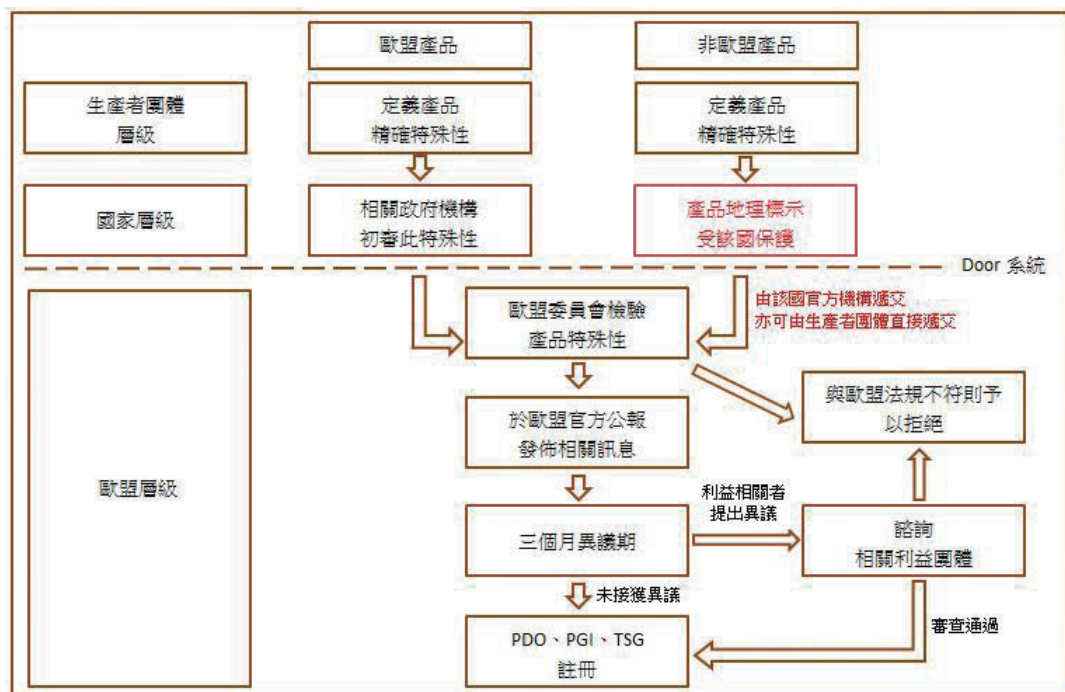 歐盟產品
非歐盟產品
生產者團體
層級
定義產品
精確特殊性
定義產品
精確特殊性
國家層級
相關政府機構
初審此特殊性
產品地理標示
受該國保護
Door 系統
歐盟層級
歐盟委員會檢驗
產品特殊性
由該國官方機構遞交
亦可由生產者團體直接遞交
與歐盟法規不符則予
以拒絕
於歐盟官方公報
發佈相關訊息
三個月異議期
利益相關者
提出異議
諮詢
相關利益團體
未接獲異議
審查通過
PDO、PGI、TSG
註冊